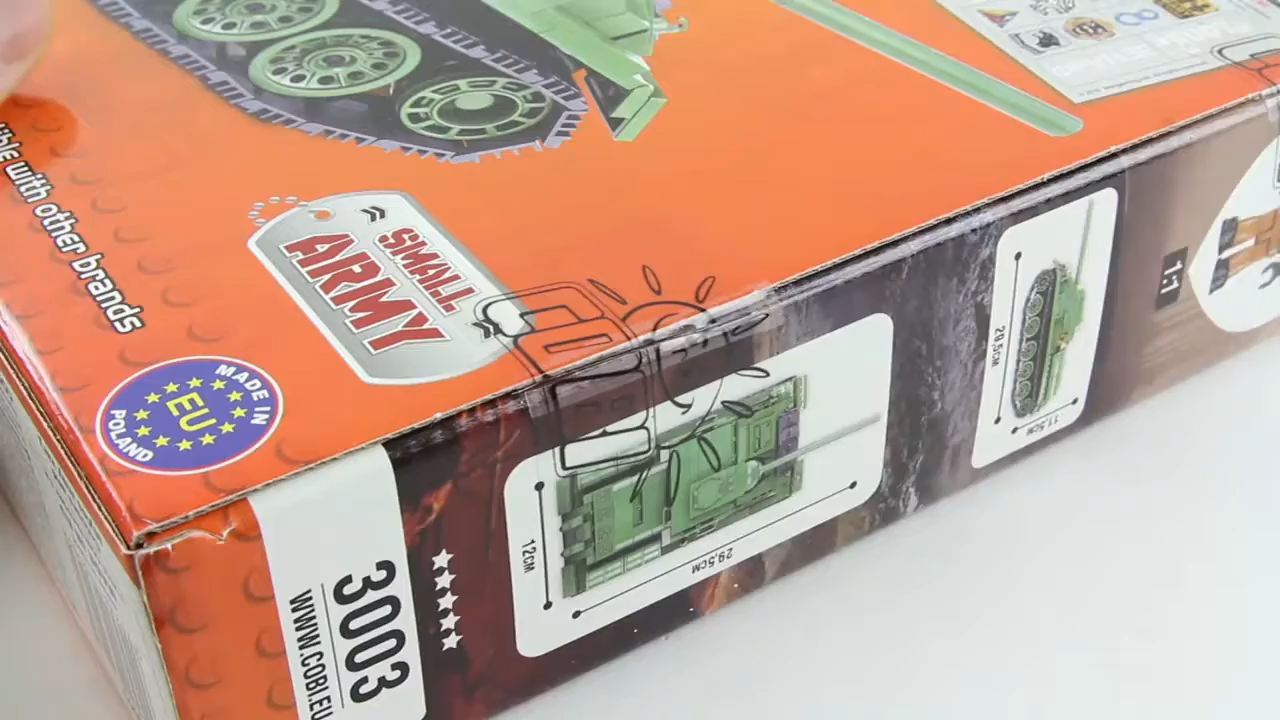 ible with other brands
SMALL
ARMY
MADE IN
EU
POLAND
3003
WWW.COBI.EU
12CM
29,5CM
29,5CM
11,5CM
1:1